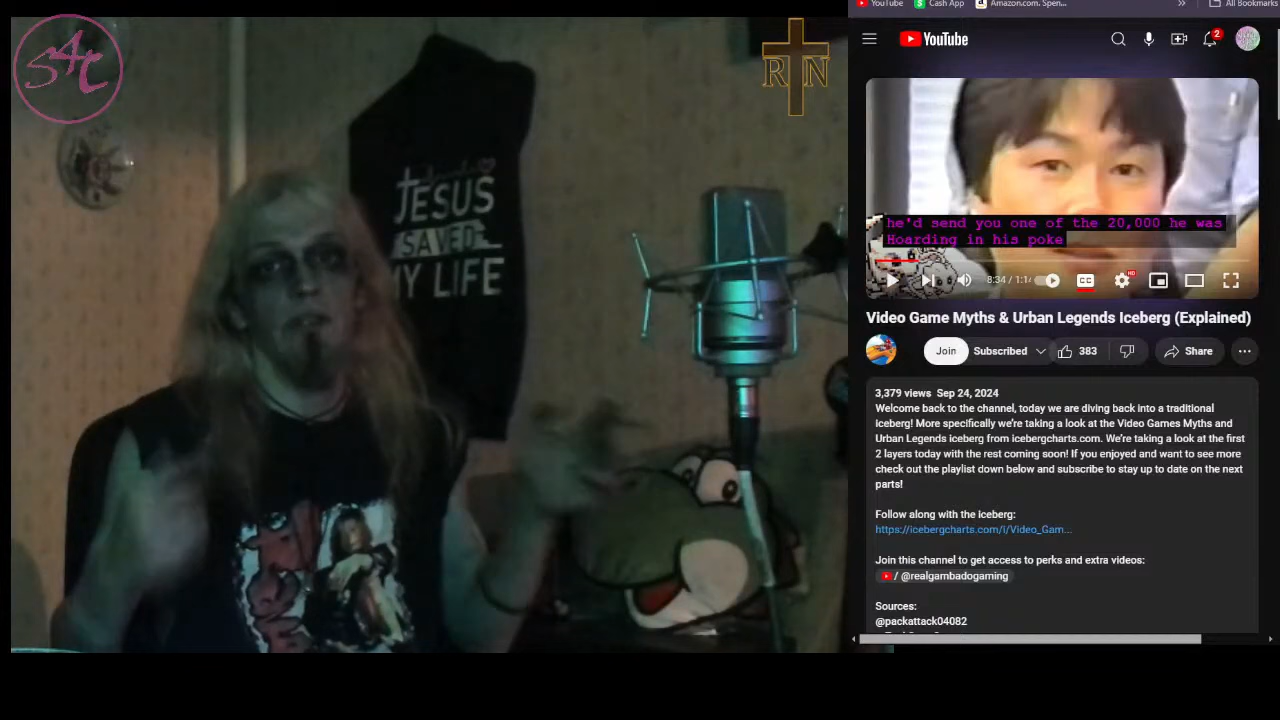 S4C
R N
JESUS
SAVED
MY LIFE
YouTube
Cash App
Amazon.com. Spen...
»
All Bookmarks
YouTube
2
he'd send you one of the 20,000 he was
Hoarding in his poke
8:34
CC
HD
Video Game Myths & Urban Legends Iceberg (Explained)
Join
Subscribed
383
Share
3,379 views Sep 24, 2024
Welcome back to the channel, today we are diving back into a traditional
Iceberg! More specifically we're taking a look at the Video Games Myths and
Urban Legends iceberg from icebergcharts.com. We're taking a look at the first
2 layers today with the rest coming soon! If you enjoyed and want to see more
check out the playlist down below and subscribe to stay up to date on the next
parts!
Follow along with the Iceberg:
https://icebergcharts.com/i/Video_Gam...
Join this channel to get access to perks and extra videos:
/ @realgambadogaming
Sources:
@packattack04082